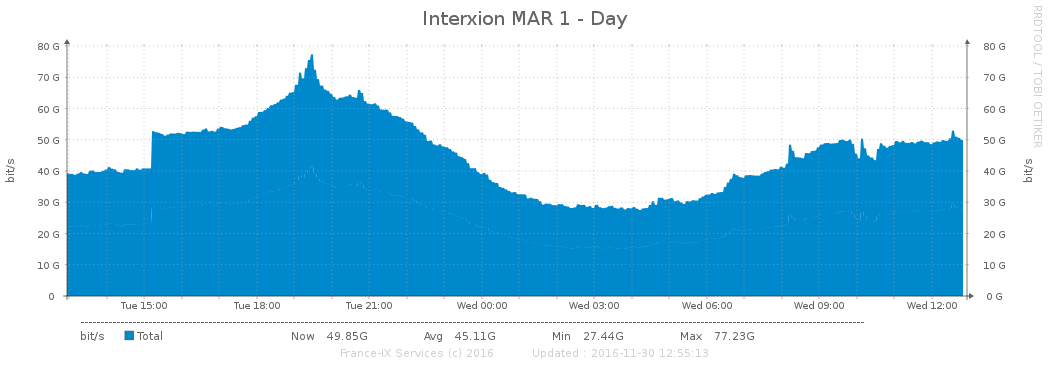 Interxion MAR 1 - Day
RRDTOOL / TOBI OETIKER
80 G 80 G
70 G 70 G
60 G 60 G
50 G 50 G
40 G 40 G
30 G 30 G
20 G 20 G
10 G 10 G
0 0 G
bit/s bit/s
Tue 15:00 Tue 18:00 Tue 21:00 Wed 00:00 Wed 03:00 Wed 06:00 Wed 09:00 Wed 12:00
bit/s Total Now 49.85G Avg 45.11G Min 27.44G Max 77.23G
France-IX Services (c) 2016 Updated : 2016-11-30 12:55:13